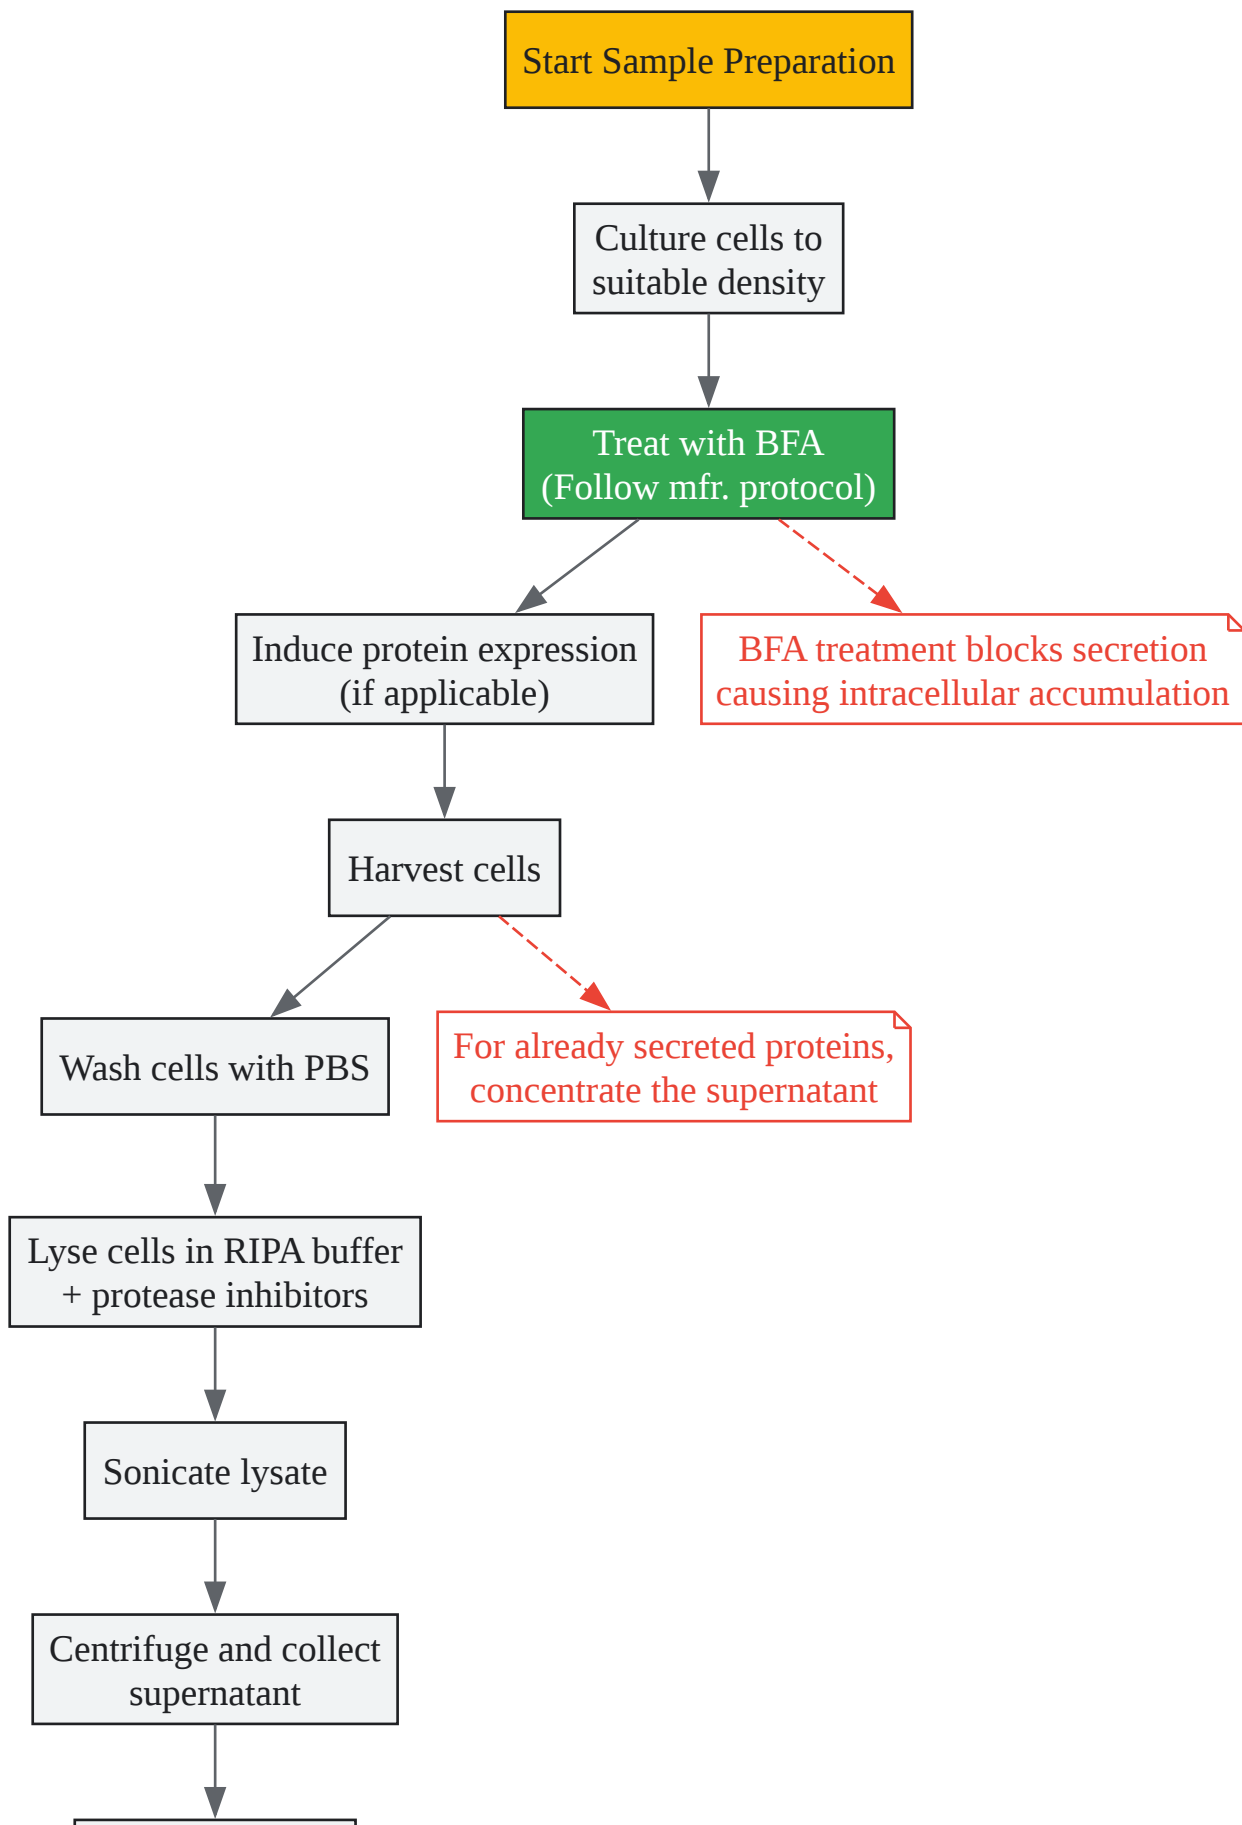 Start Sample Preparation
Culture cells to
suitable density
Treat with BFA
(Follow mfr. protocol)
Induce protein expression
(if applicable)
BFA treatment blocks secretion
causing intracellular accumulation
Harvest cells
Wash cells with PBS
For already secreted proteins,
concentrate the supernatant
Lyse cells in RIPA buffer
+ protease inhibitors
Sonicate lysate
Centrifuge and collect
supernatant